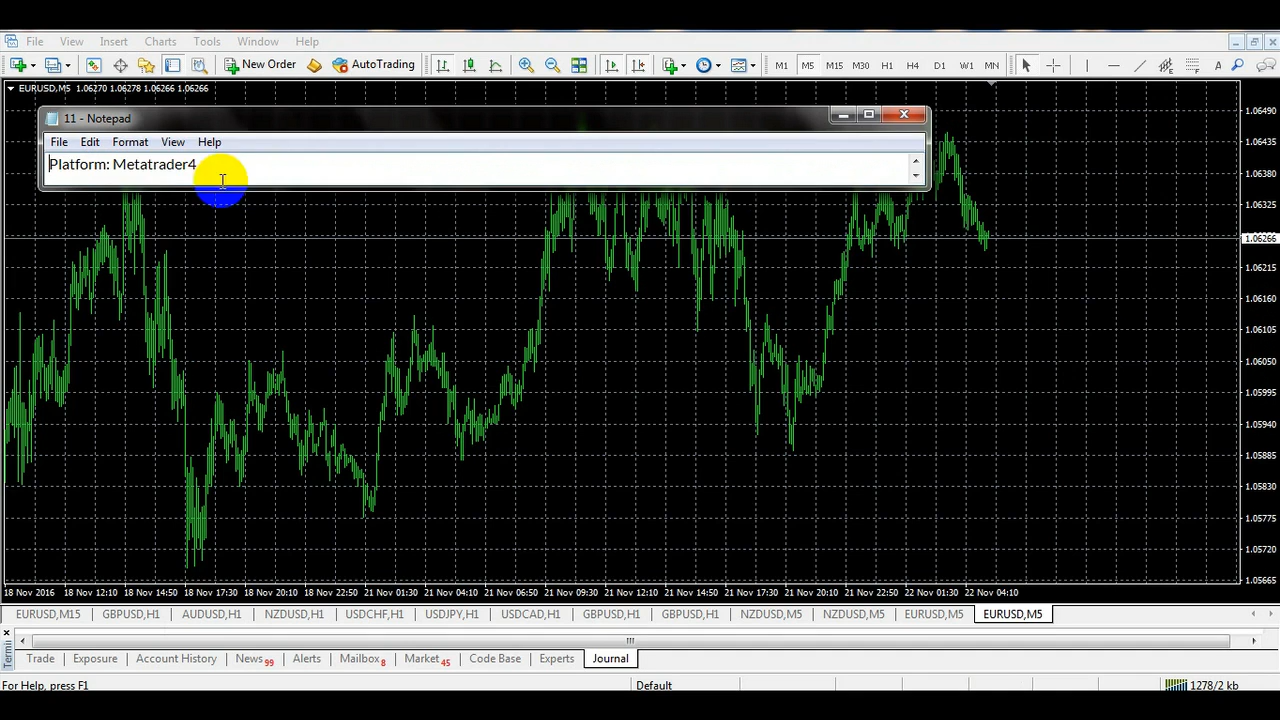 File View Insert Charts Tools Window Help
New Order AutoTrading M1 M5 M15 M30 H1 H4 D1 W1 MN A
EURUSD,M5 1.06270 1.06278 1.06266 1.06266
11 - Notepad
File Edit Format View Help
Platform: Metatrader4
1.06490
1.06435
1.06380
1.06325
1.06266
1.06215
1.06160
1.06105
1.06050
1.05995
1.05940
1.05885
1.05830
1.05775
1.05720
1.05665
18 Nov 2016 18 Nov 12:10 18 Nov 14:50 18 Nov 17:30 18 Nov 20:10 18 Nov 22:50 21 Nov 01:30 21 Nov 04:10 21 Nov 06:50 21 Nov 09:30 21 Nov 12:10 21 Nov 14:50 21 Nov 17:30 21 Nov 20:10 21 Nov 22:50 22 Nov 01:30 22 Nov 04:10
EURUSD,M15 GBPUSD,H1 AUDUSD,H1 NZDUSD,H1 USDCHF,H1 USDJPY,H1 USDCAD,H1 GBPUSD,H1 GBPUSD,H1 NZDUSD,M5 NZDUSD,M5 EURUSD,M5 EURUSD,M5
Termi
Trade Exposure Account History News 99 Alerts Mailbox 8 Market 45 Code Base Experts Journal
For Help, press F1 Default 1278/2 kb